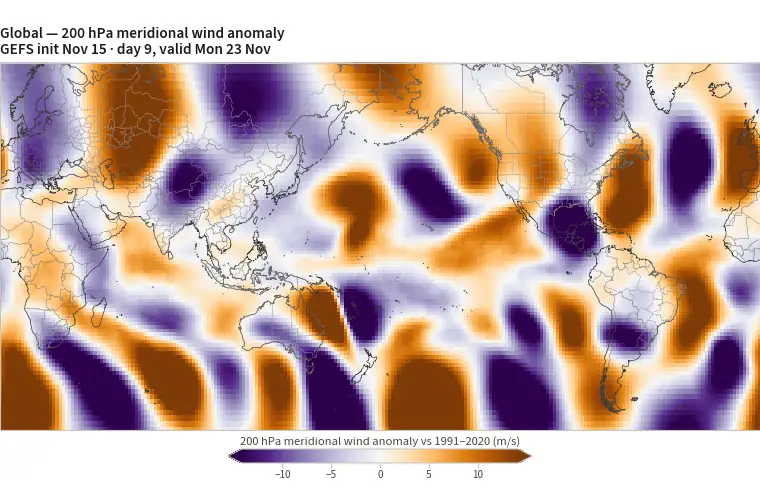 Global — 200 hPa meridional wind anomaly
GEFS init Nov 15 · day 9, valid Mon 23 Nov
200 hPa meridional wind anomaly vs 1991–2020 (m/s)
−10 −5 0 5 10